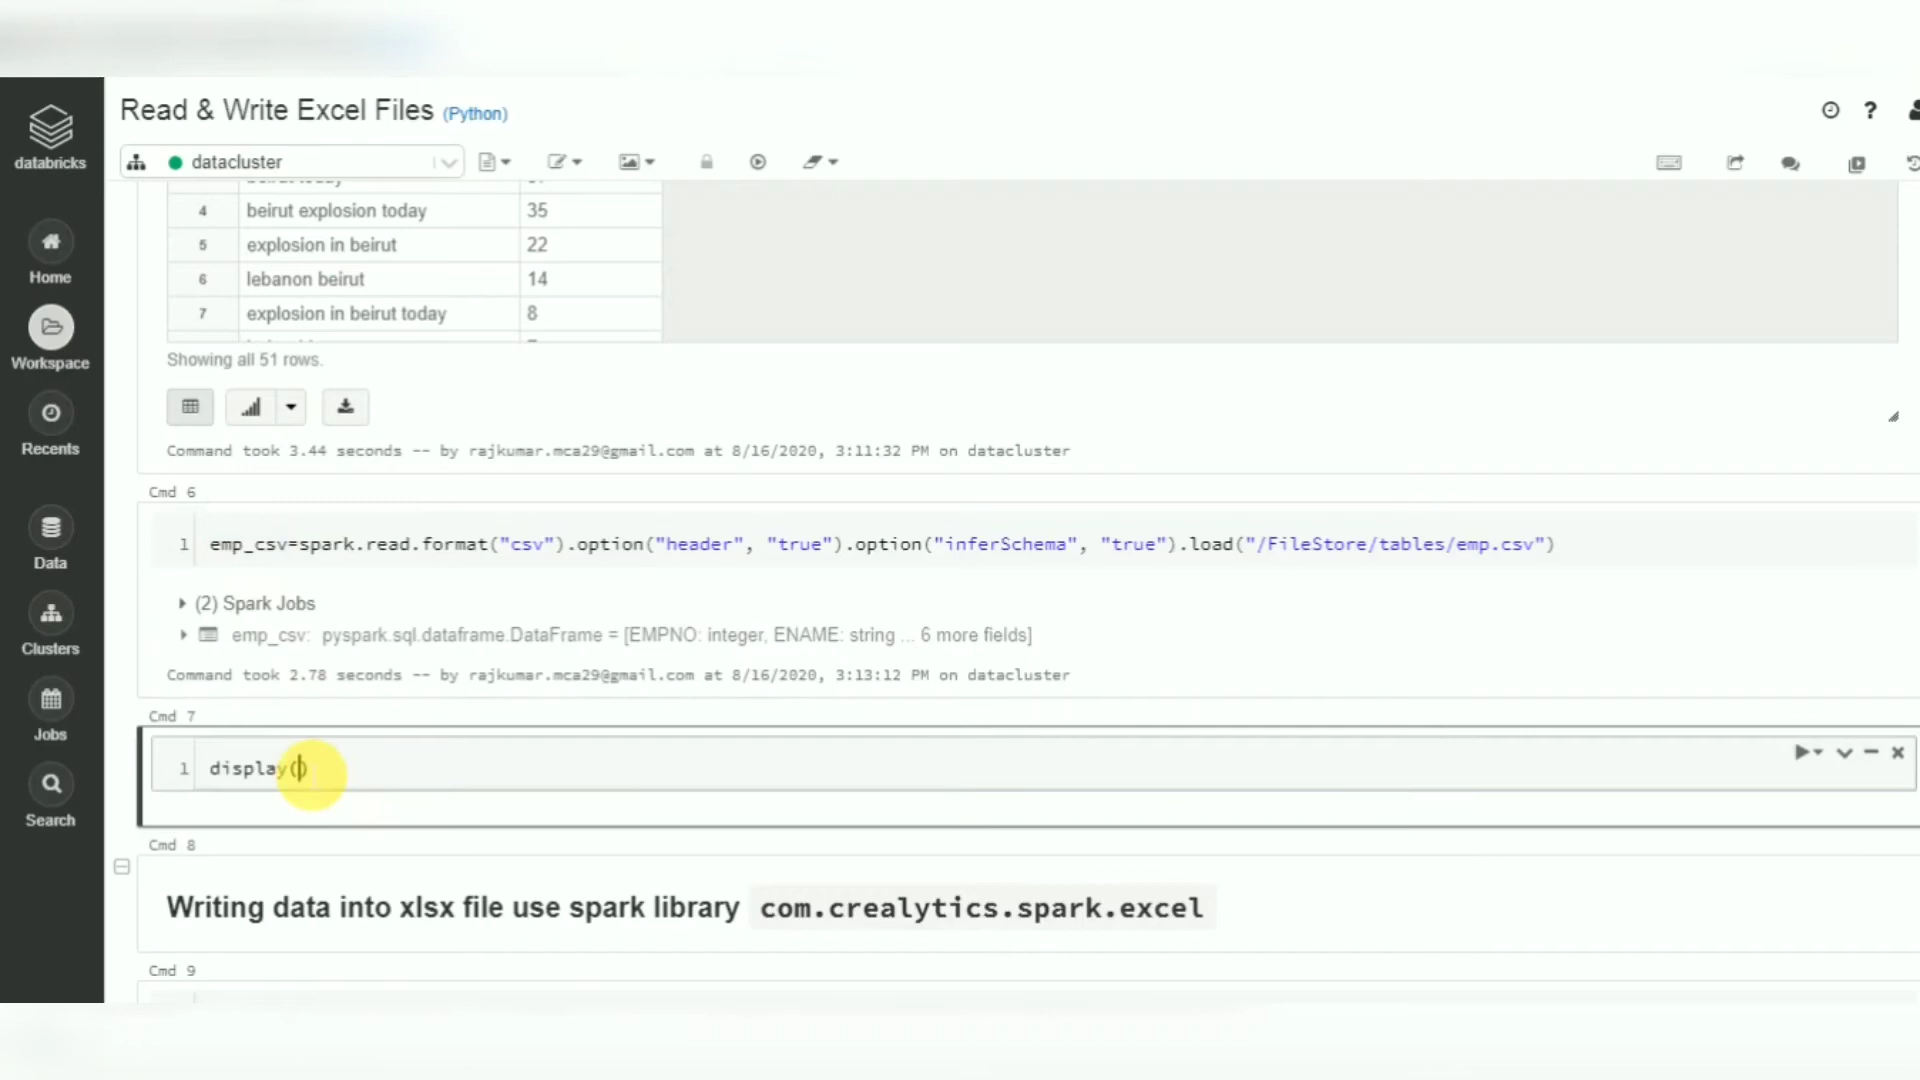 Read & Write Excel Files (Python)
databricks
datacluster
4 beirut explosion today 35
5 explosion in beirut 22
6 lebanon beirut 14
7 explosion in beirut today 8
Showing all 51 rows.
Command took 3.44 seconds -- by rajkumar.mca29@gmail.com at 8/16/2020, 3:11:32 PM on datacluster
Cmd 6
1 emp_csv=spark.read.format("csv").option("header", "true").option("inferSchema", "true").load("/FileStore/tables/emp.csv")
(2) Spark Jobs
emp_csv: pyspark.sql.dataframe.DataFrame = [EMPNO: integer, ENAME: string ... 6 more fields]
Command took 2.78 seconds -- by rajkumar.mca29@gmail.com at 8/16/2020, 3:13:12 PM on datacluster
Cmd 7
1 display()
Cmd 8
Writing data into xlsx file use spark library com.crealytics.spark.excel
Cmd 9
Home
Workspace
Recents
Data
Clusters
Jobs
Search